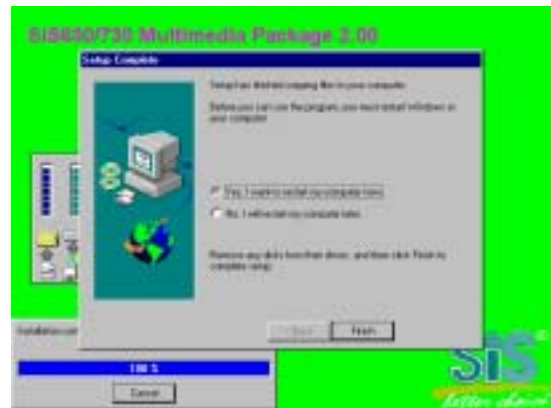 SiS630/730 Multimedia Package 2.00
Setup Complete
Setup has finished copying files to your computer.
Before you can use the program, you must restart Windows or
your computer.
Yes, I want to restart my computer now.
No, I will restart my computer later.
Remove any disks from their drives, and then click Finish to
complete setup.
< Back
Finish
100 %
Cancel
SiS
better choice